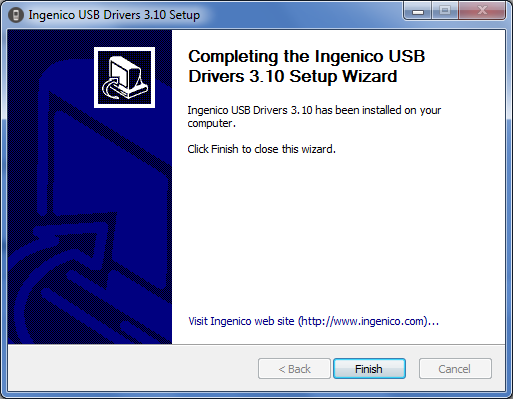 Ingenico USB Drivers 3.10 Setup
Completing the Ingenico USB
Drivers 3.10 Setup Wizard
Ingenico USB Drivers 3.10 has been installed on your
computer.
Click Finish to close this wizard.
Visit Ingenico web site (http://www.ingenico.com)...
< Back
Finish
Cancel